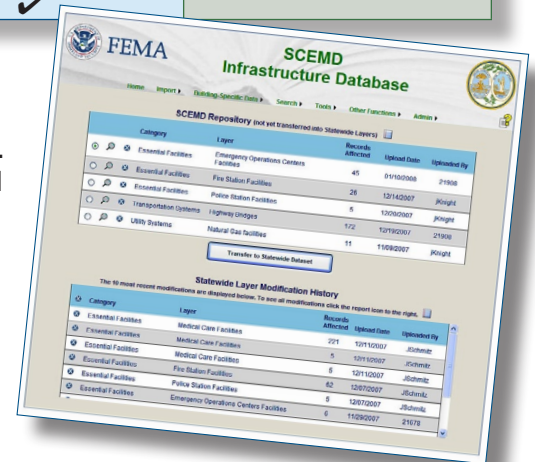 ✓
FEMA
SCEMD
Infrastructure Database
Home Import Building-Specific Data Search Tools Other Functions Admin
SCEMD Repository (not yet transferred into Statewide Layers)
Category Layer Records Affected Upload Date Uploaded By
Essential Facilities Emergency Operations Centers Facilities 45 01/10/2008 21908
Essential Facilities Fire Station Facilities 26 12/14/2007 jKnight
Essential Facilities Police Station Facilities 5 12/20/2007 jKnight
Transportation Systems Highway Bridges 172 12/19/2007 21908
Utility Systems Natural Gas facilities 11 11/09/2007 jKnight
Transfer to Statewide Dataset
Statewide Layer Modification History
The 10 most recent modifications are displayed below. To see all modifications click the report icon to the right.
Category Layer Records Affected Upload Date Uploaded By
Essential Facilities Medical Care Facilities 221 12/11/2007 JSchmitz
Essential Facilities Medical Care Facilities 5 12/11/2007 JSchmitz
Essential Facilities Medical Care Facilities 5 12/11/2007 JSchmitz
Essential Facilities Fire Station Facilities 62 12/07/2007 JSchmitz
Essential Facilities Police Station Facilities 5 12/07/2007 JSchmitz
Essential Facilities Emergency Operations Centers Facilities 6 11/29/2007 21678